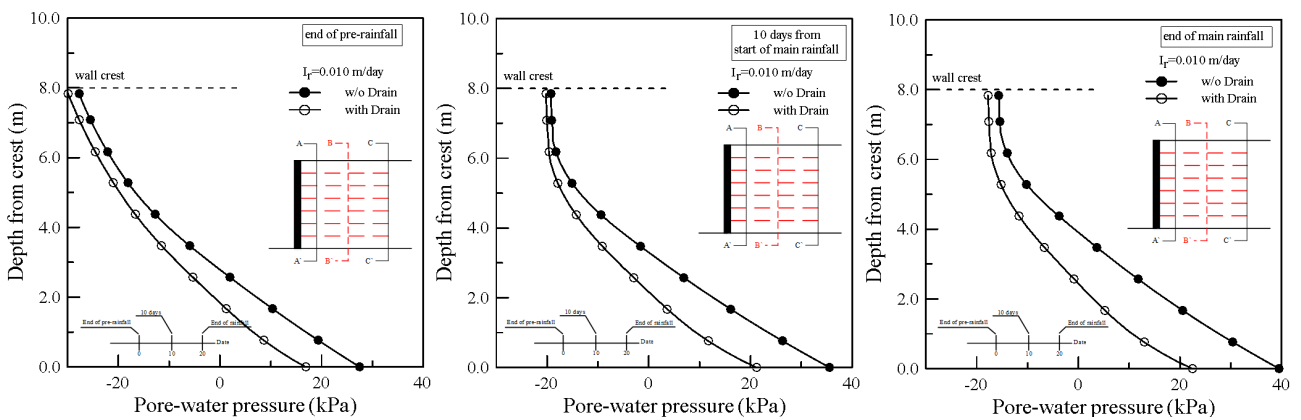 end of pre-rainfall
wall crest
I_r=0.010 m/day
w/o Drain
with Drain
A B C
A' B' C'
10 days
End of pre-rainfall
End of rainfall
Date
0 10 20
10.0
8.0
6.0
4.0
2.0
0.0
-20 0 20 40
Depth from crest (m)
Pore-water pressure (kPa)
10 days from
start of main rainfall
wall crest
I_r=0.010 m/day
w/o Drain
with Drain
A B C
A' B' C'
10 days
End of pre-rainfall
End of rainfall
Date
0 10 20
10.0
8.0
6.0
4.0
2.0
0.0
-20 0 20 40
Depth from crest (m)
Pore-water pressure (kPa)
end of main rainfall
wall crest
I_r=0.010 m/day
w/o Drain
with Drain
A B C
A' B' C'
10 days
End of pre-rainfall
End of rainfall
Date
0 10 20
10.0
8.0
6.0
4.0
2.0
0.0
-20 0 20 40
Depth from crest (m)
Pore-water pressure (kPa)